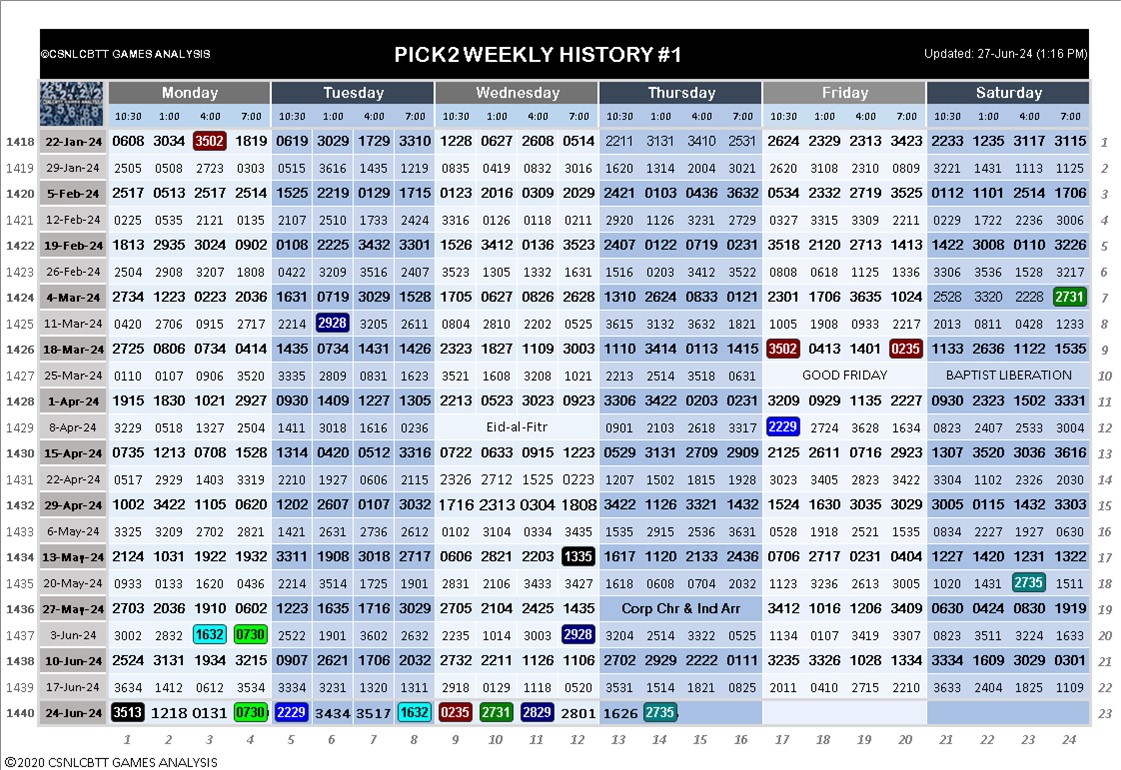 ©CSNLCBTT GAMES ANALYSIS PICK2 WEEKLY HISTORY #1 Updated: 27-Jun-24 (1:16 PM)
Monday Tuesday Wednesday Thursday Friday Saturday
10:30 1:00 4:00 7:00 10:30 1:00 4:00 7:00 10:30 1:00 4:00 7:00 10:30 1:00 4:00 7:00 10:30 1:00 4:00 7:00 10:30 1:00 4:00 7:00
1418 22-Jan-24 0608 3034 3502 1819 0619 3029 1729 3310 1228 0627 2608 0514 2211 3131 3410 2531 2624 2329 2313 3423 2233 1235 3117 3115 1
1419 29-Jan-24 2505 0508 2723 0303 0515 3616 1435 1219 0835 0419 0832 3016 1620 1314 2004 3021 2620 3108 2310 0809 3221 1431 1113 1125 2
1420 5-Feb-24 2517 0513 2517 2514 1525 2219 0129 1715 0123 2016 0309 2029 2421 0103 0436 3632 0534 2332 2719 3525 0112 1101 2514 1706 3
1421 12-Feb-24 0225 0535 2121 0135 2107 2510 1733 2424 3316 0126 0118 0211 2920 1126 3231 2729 0327 3315 3309 2211 0229 1722 2236 3006 4
1422 19-Feb-24 1813 2935 3024 0902 0108 2225 3432 3301 1526 3412 0136 3523 2407 0122 0719 0231 3518 2120 2713 1413 1422 3008 0110 3226 5
1423 26-Feb-24 2504 2908 3207 1808 0422 3209 3516 2407 3523 1305 1332 1631 1516 0203 3412 3522 0808 0618 1125 1336 3306 3536 1528 3217 6
1424 4-Mar-24 2734 1223 0223 2036 1631 0719 3029 1528 1705 0627 0826 2628 1310 2624 0833 0121 2301 1706 3635 1024 2528 3320 2228 2731 7
1425 11-Mar-24 0420 2706 0915 2717 2214 2928 3205 2611 0804 2810 2202 0525 3615 3132 3632 1821 1005 1908 0933 2217 2013 0811 0428 1233 8
1426 18-Mar-24 2725 0806 0734 0414 1435 0734 1431 1426 2323 1827 1109 3003 1110 3414 0113 1415 3502 0413 1401 0235 1133 2636 1122 1535 9
1427 25-Mar-24 0110 0107 0906 3520 3335 2809 0831 1623 3521 1608 3208 1021 2213 2514 3518 0631 GOOD FRIDAY BAPTIST LIBERATION 10
1428 1-Apr-24 1915 1830 1021 2927 0930 1409 1227 1305 2213 0523 3023 0923 3306 3422 0203 0231 3209 0929 1135 2227 0930 2323 1502 3331 11
1429 8-Apr-24 3229 0518 1327 2504 1411 3018 1616 0236 Eid-al-Fitr 0901 2103 2618 3317 2229 2724 3628 1634 0823 2407 2533 3004 12
1430 15-Apr-24 0735 1213 0708 1528 1314 0420 0512 3316 0722 0633 0915 1223 0529 3131 2709 2909 2125 2611 0716 2923 1307 3520 3036 3616 13
1431 22-Apr-24 0517 2929 1403 3319 2210 1927 0606 2115 2326 2712 1525 0223 1207 1502 1815 1928 3023 3405 2823 3422 3304 1102 2326 2030 14
1432 29-Apr-24 1002 3422 1105 0620 1202 2607 0107 3032 1716 2313 0304 1808 3422 1126 3321 1432 1524 1630 3035 3029 3005 0115 1432 3303 15
1433 6-May-24 3325 3209 2702 2821 1421 2631 2736 2612 0102 3104 0334 3435 1535 2915 2536 3631 0528 1918 2521 1535 0834 2227 1927 0630 16
1434 13-May-24 2124 1031 1922 1932 3311 1908 3018 2717 0606 2821 2203 1335 1617 1120 2133 2436 0706 2717 0231 0404 1227 1420 1231 1322 17
1435 20-May-24 0933 0133 1620 0436 2214 3514 1725 1901 2831 2106 3433 3427 1618 0608 0704 2032 1123 3236 2613 3005 1020 1431 2735 1511 18
1436 27-May-24 2703 2036 1910 0602 1223 1635 1716 3029 2705 2104 2425 1435 Corp Chr & Ind Arr 3412 1016 1206 3409 0630 0424 0830 1919 19
1437 3-Jun-24 3002 2832 1632 0730 2522 1901 3602 2632 2235 1014 3003 2928 3204 2514 3322 0525 1134 0107 3419 3307 0823 3511 3224 1633 20
1438 10-Jun-24 2524 3131 1934 3215 0907 2621 1706 2032 2732 2211 1126 1106 2702 2929 2222 0111 3235 3326 1028 1334 3334 1609 3029 0301 21
1439 17-Jun-24 3634 1412 0612 3534 3334 3231 1320 1311 2918 0129 1118 0520 3531 1514 1821 0825 2011 0410 2715 2210 3633 2404 1825 1109 22
1440 24-Jun-24 3513 1218 0131 0730 2229 3434 3517 1632 0235 2731 2829 2801 1626 2735 23
1 2 3 4 5 6 7 8 9 10 11 12 13 14 15 16 17 18 19 20 21 22 23 24
©2020 CSNLCBTT GAMES ANALYSIS